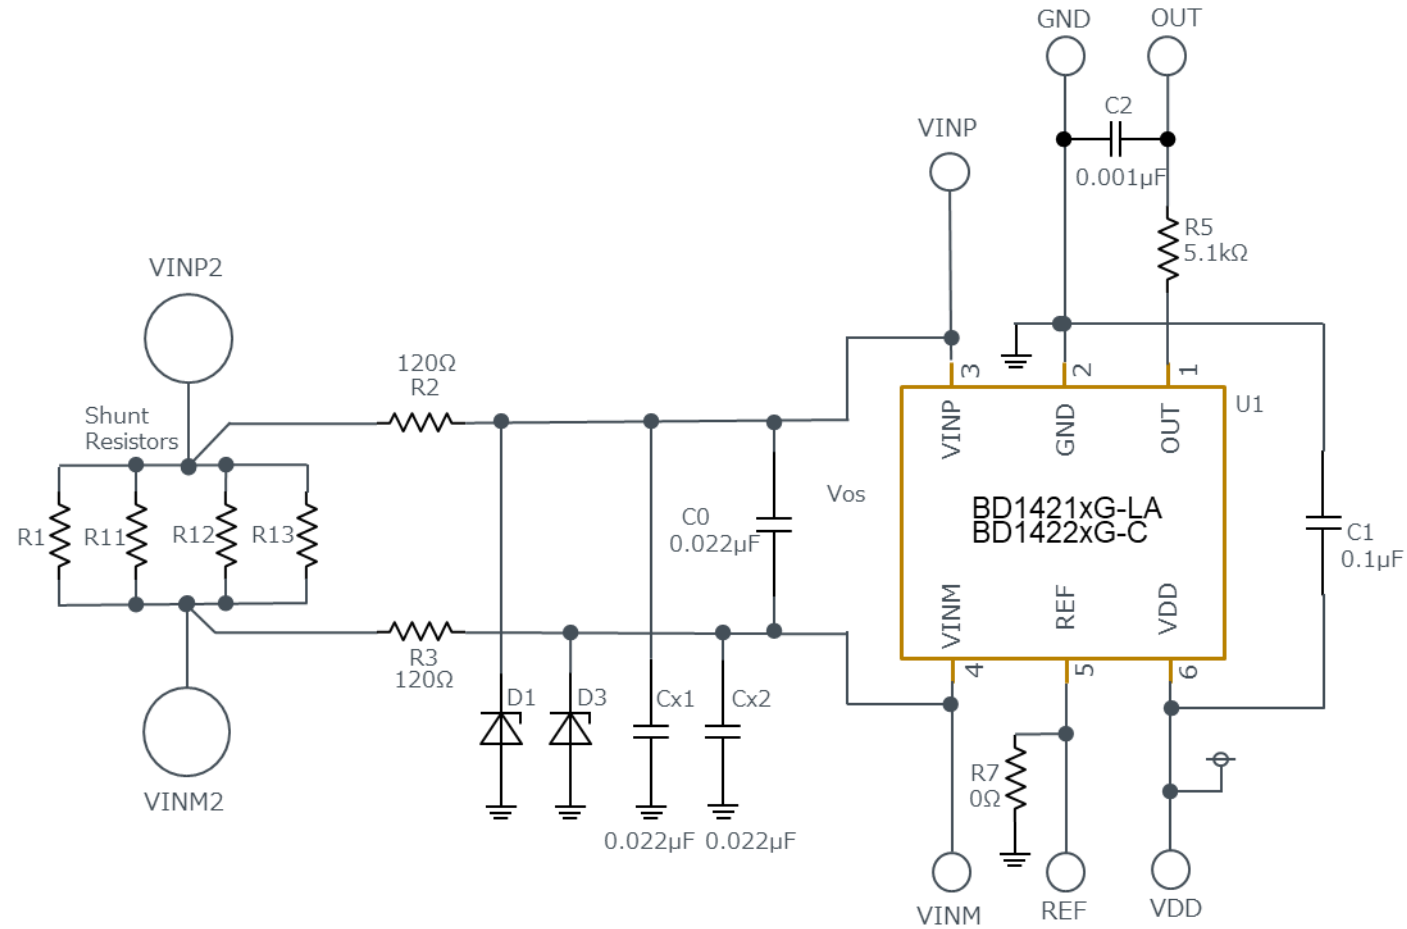 GND
OUT
C2
0.001µF
VINP
R5
5.1kΩ
VINP2
120Ω
R2
Shunt
Resistors
3
2
1
U1
VINP
GND
OUT
Vos
BD1421xG-LA
BD1422xG-C
R1
R11
R12
R13
C0
0.022µF
C1
0.1µF
VINM
REF
VDD
R3
120Ω
4
5
6
D1
D3
Cx1
Cx2
R7
0Ω
VINM2
0.022µF
0.022µF
VINM
REF
VDD